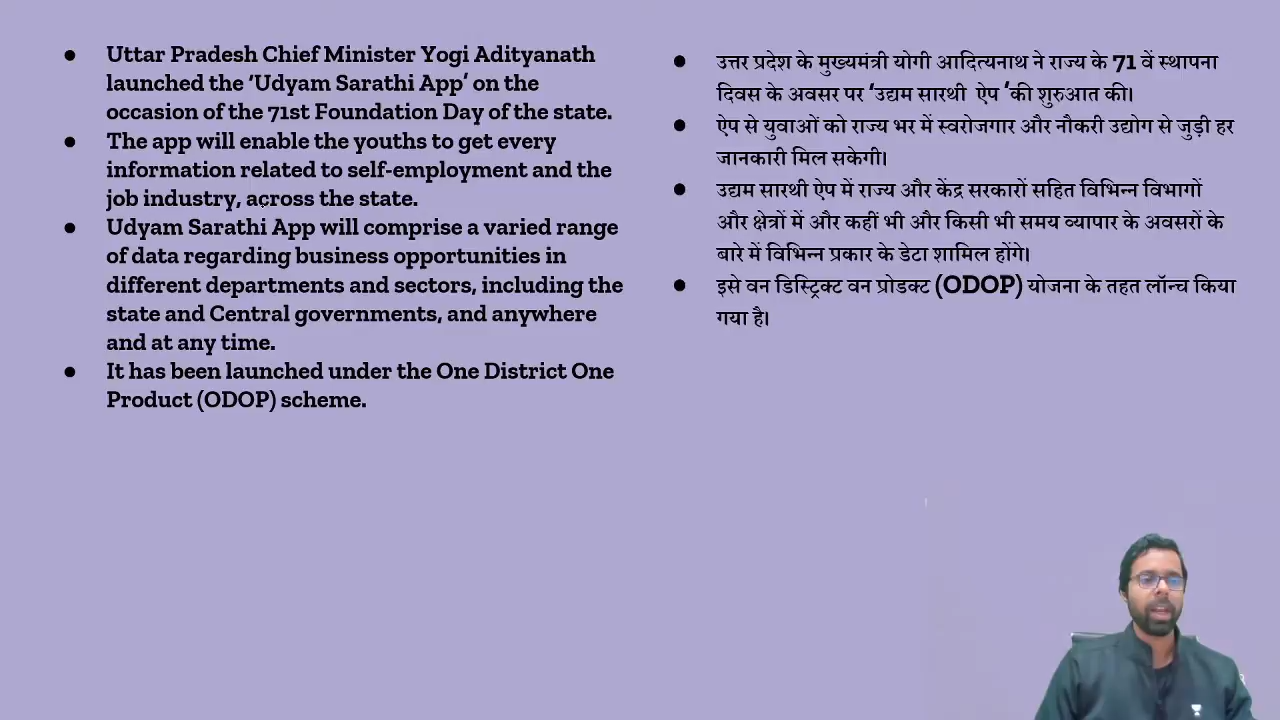 ● Uttar Pradesh Chief Minister Yogi Adityanath
launched the ‘Udyam Sarathi App’ on the
occasion of the 71st Foundation Day of the state.
● The app will enable the youths to get every
information related to self-employment and the
job industry, across the state.
● Udyam Sarathi App will comprise a varied range
of data regarding business opportunities in
different departments and sectors, including the
state and Central governments, and anywhere
and at any time.
● It has been launched under the One District One
Product (ODOP) scheme.
● उत्तर प्रदेश के मुख्यमंत्री योगी आदित्यनाथ ने राज्य के 71 वें स्थापना
दिवस के अवसर पर ‘उद्यम सारथी ऐप ’की शुरुआत की।
● ऐप से युवाओं को राज्य भर में स्वरोजगार और नौकरी उद्योग से जुड़ी हर
जानकारी मिल सकेगी।
● उद्यम सारथी ऐप में राज्य और केंद्र सरकारों सहित विभिन्न विभागों
और क्षेत्रों में और कहीं भी और किसी भी समय व्यापार के अवसरों के
बारे में विभिन्न प्रकार के डेटा शामिल होंगे।
● इसे वन डिस्ट्रिक्ट वन प्रोडक्ट (ODOP) योजना के तहत लॉन्च किया
गया है।